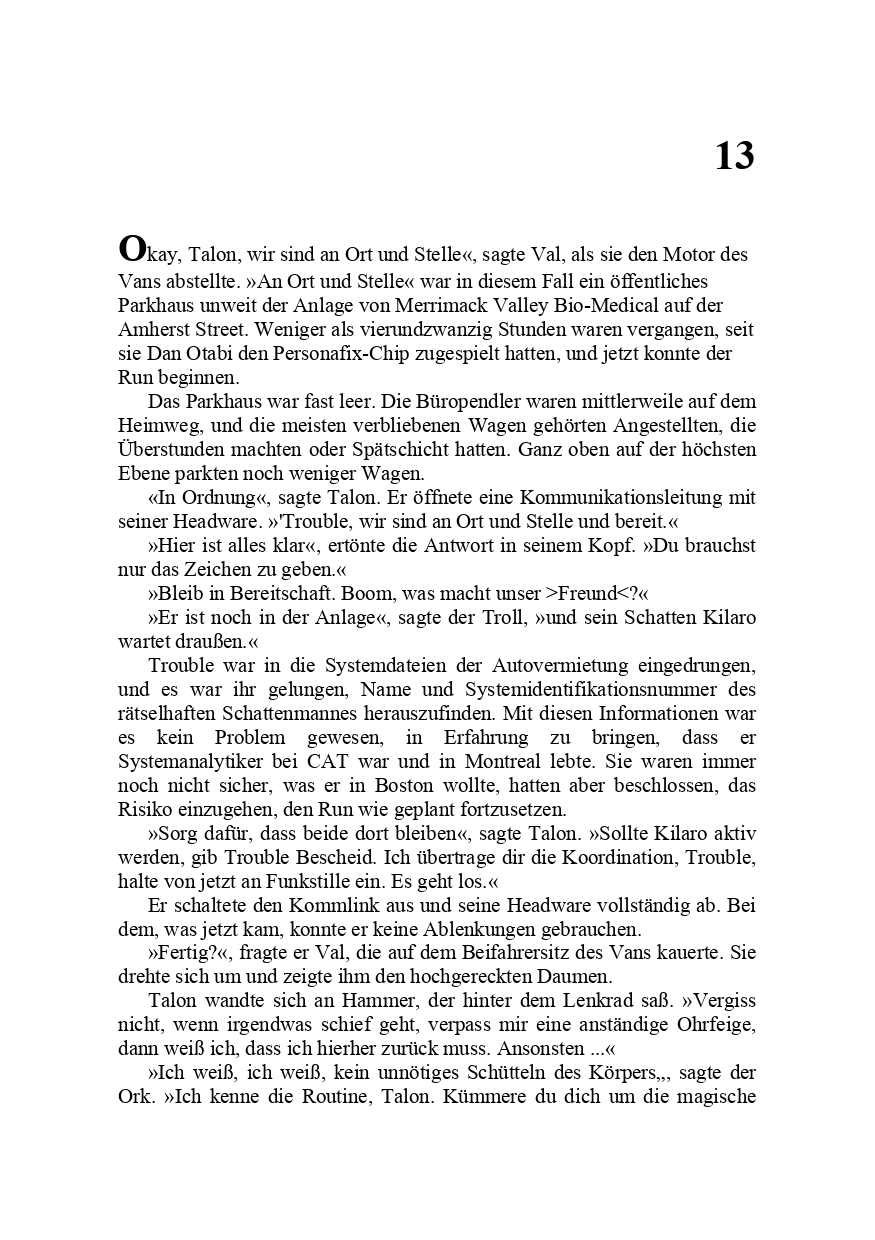 13
Okay, Talon, wir sind an Ort und Stelle«, sagte Val, als sie den Motor des
Vans abstellte. »An Ort und Stelle« war in diesem Fall ein öffentliches
Parkhaus unweit der Anlage von Merrimack Valley Bio-Medical auf der
Amherst Street. Weniger als vierundzwanzig Stunden waren vergangen, seit
sie Dan Otabi den Personafix-Chip zugespielt hatten, und jetzt konnte der
Run beginnen.
Das Parkhaus war fast leer. Die Büropendler waren mittlerweile auf dem
Heimweg, und die meisten verbliebenen Wagen gehörten Angestellten, die
Überstunden machten oder Spätschicht hatten. Ganz oben auf der höchsten
Ebene parkten noch weniger Wagen.
«In Ordnung«, sagte Talon. Er öffnete eine Kommunikationsleitung mit
seiner Headware. »'Trouble, wir sind an Ort und Stelle und bereit.«
»Hier ist alles klar«, ertönte die Antwort in seinem Kopf. »Du brauchst
nur das Zeichen zu geben.«
»Bleib in Bereitschaft. Boom, was macht unser >Freund<?«
»Er ist noch in der Anlage«, sagte der Troll, »und sein Schatten Kilaro
wartet draußen.«
Trouble war in die Systemdateien der Autovermietung eingedrungen,
und es war ihr gelungen, Name und Systemidentifikationsnummer des
rätselhaften Schattenmannes herauszufinden. Mit diesen Informationen war
es kein Problem gewesen, in Erfahrung zu bringen, dass er
Systemanalytiker bei CAT war und in Montreal lebte. Sie waren immer
noch nicht sicher, was er in Boston wollte, hatten aber beschlossen, das
Risiko einzugehen, den Run wie geplant fortzusetzen.
»Sorg dafür, dass beide dort bleiben«, sagte Talon. »Sollte Kilaro aktiv
werden, gib Trouble Bescheid. Ich übertrage dir die Koordination, Trouble,
halte von jetzt an Funkstille ein. Es geht los.«
Er schaltete den Kommlink aus und seine Headware vollständig ab. Bei
dem, was jetzt kam, konnte er keine Ablenkungen gebrauchen.
»Fertig?«, fragte er Val, die auf dem Beifahrersitz des Vans kauerte. Sie
drehte sich um und zeigte ihm den hochgereckten Daumen.
Talon wandte sich an Hammer, der hinter dem Lenkrad saß. »Vergiss
nicht, wenn irgendwas schief geht, verpass mir eine anständige Ohrfeige,
dann weiß ich, dass ich hierher zurück muss. Ansonsten ...«
»Ich weiß, ich weiß, kein unnötiges Schütteln des Körpers,,, sagte der
Ork. »Ich kenne die Routine, Talon. Kümmere du dich um die magische